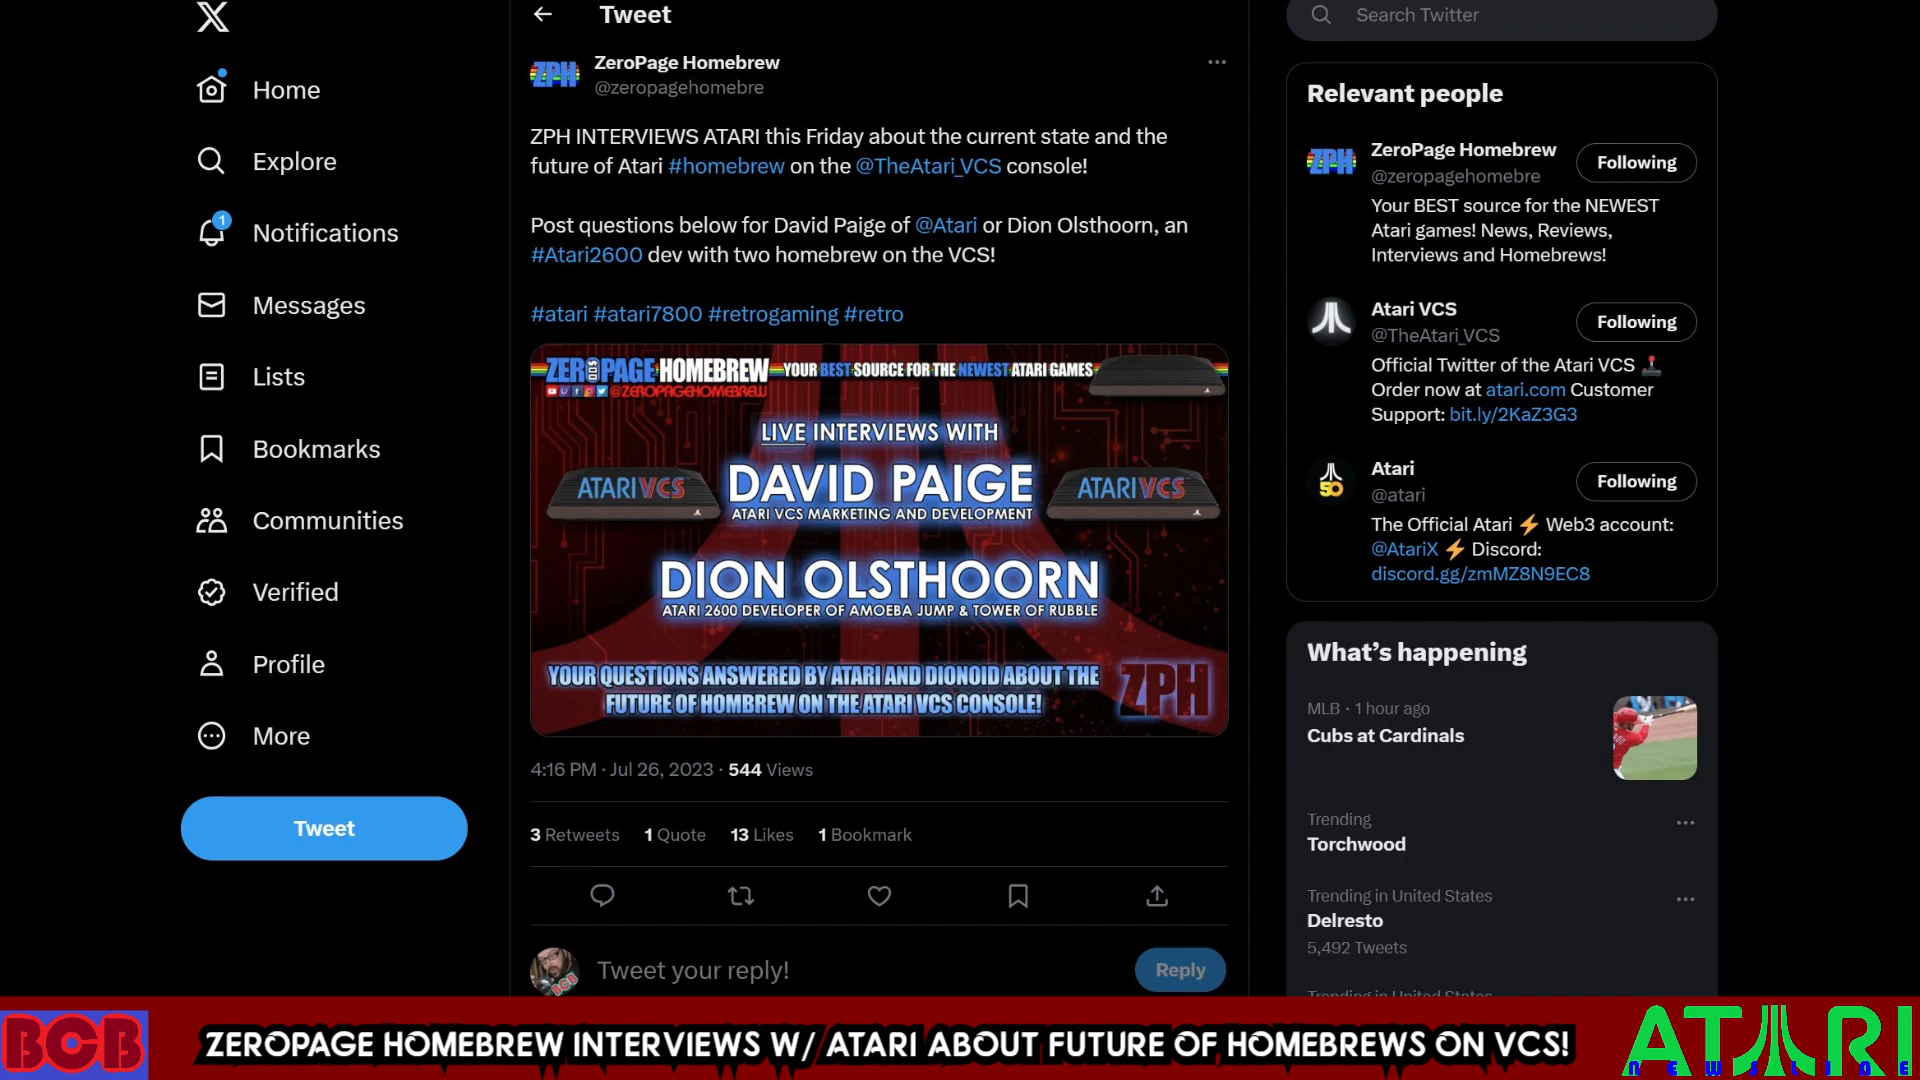 Home
Explore
1
Notifications
Messages
Lists
Bookmarks
Communities
Verified
Profile
More
Tweet
Tweet
ZPH
ZeroPage Homebrew
@zeropagehomebre
ZPH INTERVIEWS ATARI this Friday about the current state and the
future of Atari #homebrew on the @TheAtari_VCS console!
Post questions below for David Paige of @Atari or Dion Olsthoorn, an
#Atari2600 dev with two homebrew on the VCS!
#atari #atari7800 #retrogaming #retro
ZEROPAGE HOMEBREW YOUR BEST SOURCE FOR THE NEWEST ATARI GAMES
@ZEROPAGEHOMEBREW
LIVE INTERVIEWS WITH
ATARI VCS DAVID PAIGE ATARI VCS
ATARI VCS MARKETING AND DEVELOPMENT
DION OLSTHOORN
ATARI 2600 DEVELOPER OF AMOEBA JUMP & TOWER OF RUBBLE
YOUR QUESTIONS ANSWERED BY ATARI AND DIONOID ABOUT THE
FUTURE OF HOMBREW ON THE ATARI VCS CONSOLE!
ZPH
4:16 PM · Jul 26, 2023 · 544 Views
3 Retweets 1 Quote 13 Likes 1 Bookmark
BCB
Tweet your reply!
Reply
Search Twitter
Relevant people
ZPH
ZeroPage Homebrew
@zeropagehomebre
Following
Your BEST source for the NEWEST
Atari games! News, Reviews,
Interviews and Homebrews!
Atari VCS
@TheAtari_VCS
Following
Official Twitter of the Atari VCS
Order now at atari.com Customer
Support: bit.ly/2KaZ3G3
50
Atari
@atari
Following
The Official Atari ⚡ Web3 account:
@AtariX ⚡ Discord:
discord.gg/zmMZ8N9EC8
What's happening
MLB · 1 hour ago
Cubs at Cardinals
Trending
Torchwood
Trending in United States
Delresto
5,492 Tweets
Trending in United States
BCB
ZEROPAGE HOMEBREW INTERVIEWS W/ ATARI ABOUT FUTURE OF HOMEBREWS ON VCS!
ATARI
NEWSLINE